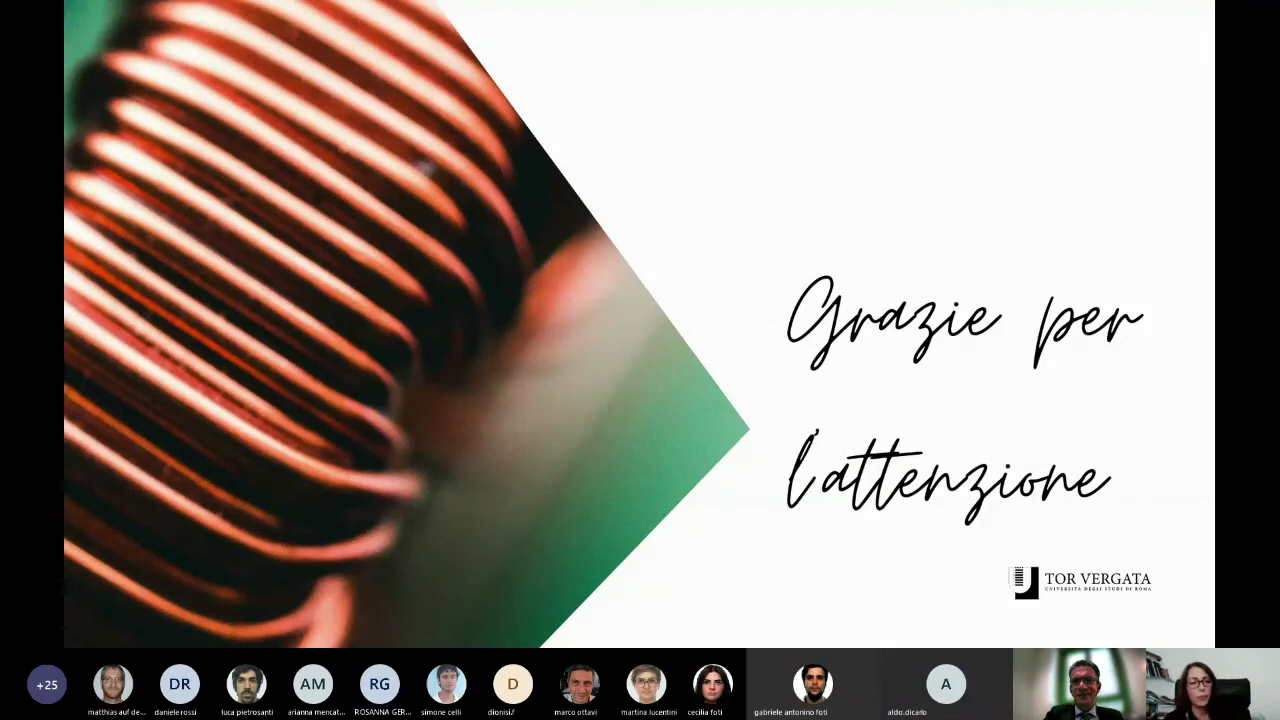 Grazie per
l'attenzione
TOR VERGATA
UNIVERSITÀ DEGLI STUDI DI ROMA
+25
DR
AM
RG
D
A
matthias auf de...
daniele rossi
luca pietrosanti
arianna mencat...
ROSANNA GER...
simone celli
dionisi.f
marco ottavi
martina lucentini
cecilia foti
gabriele antonino foti
aldo.dicarlo